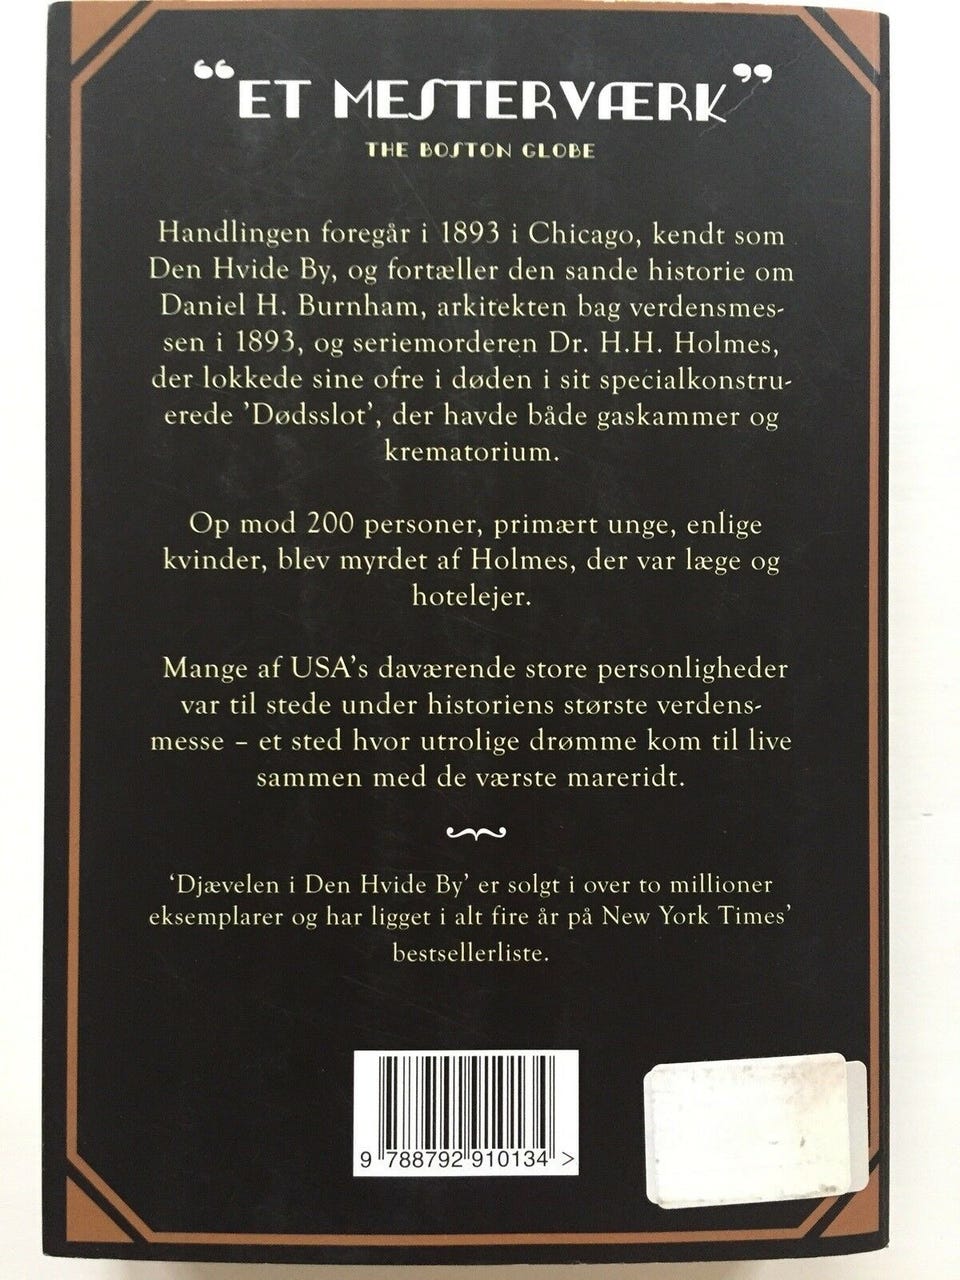 “ET MESTERVÆRK”
THE BOSTON GLOBE
Handlingen foregår i 1893 i Chicago, kendt som
Den Hvide By, og fortæller den sande historie om
Daniel H. Burnham, arkitekten bag verdensmes-
sen i 1893, og seriemorderen Dr. H.H. Holmes,
der lokkede sine ofre i døden i sit specialkonstru-
erede ’Dødsslot’, der havde både gaskammer og
krematorium.
Op mod 200 personer, primært unge, enlige
kvinder, blev myrdet af Holmes, der var læge og
hotelejer.
Mange af USA’s daværende store personligheder
var til stede under historiens største verdens-
messe – et sted hvor utrolige drømme kom til live
sammen med de værste mareridt.
‘Djævelen i Den Hvide By’ er solgt i over to millioner
eksemplarer og har ligget i alt fire år på New York Times’
bestsellerliste.
9 788792 910134 >